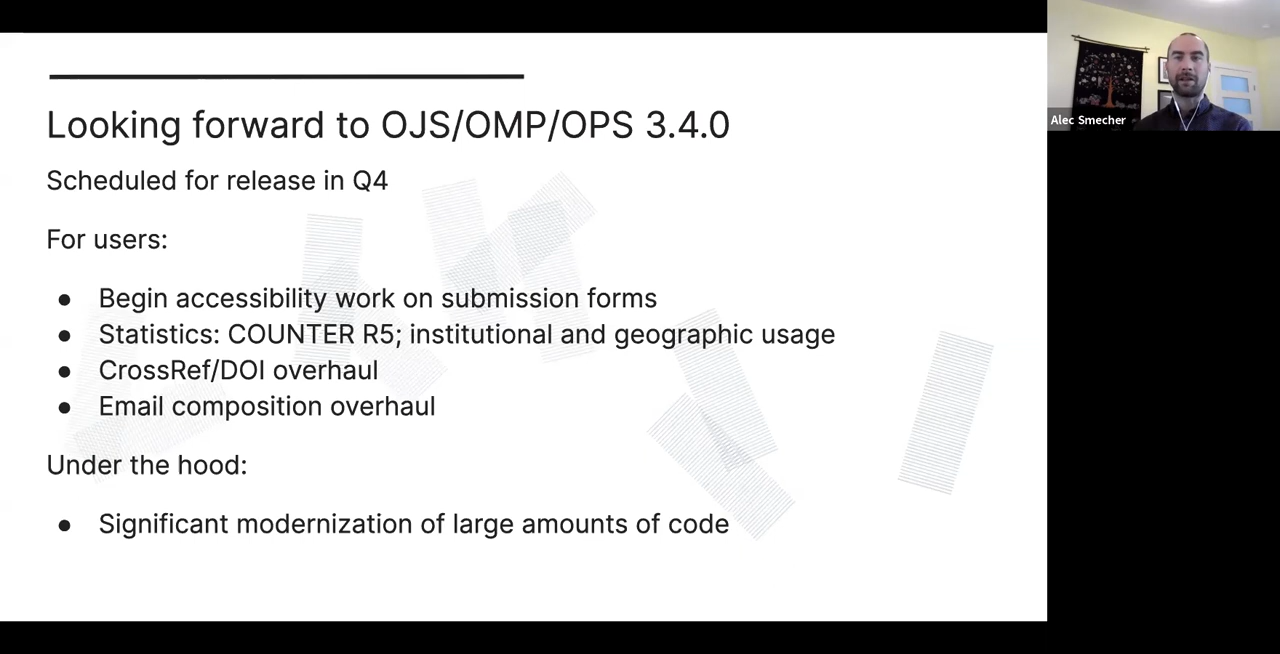 Looking forward to OJS/OMP/OPS 3.4.0
Scheduled for release in Q4
For users:
● Begin accessibility work on submission forms
● Statistics: COUNTER R5; institutional and geographic usage
● CrossRef/DOI overhaul
● Email composition overhaul
Under the hood:
● Significant modernization of large amounts of code
Alec Smecher